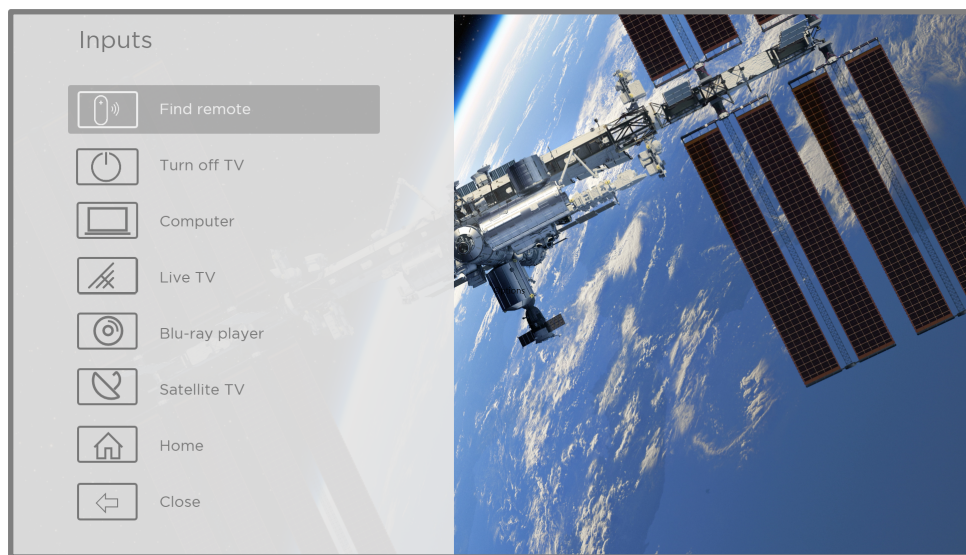 Inputs
Find remote
Turn off TV
Computer
Live TV
Blu-ray player
Satellite TV
Home
Close